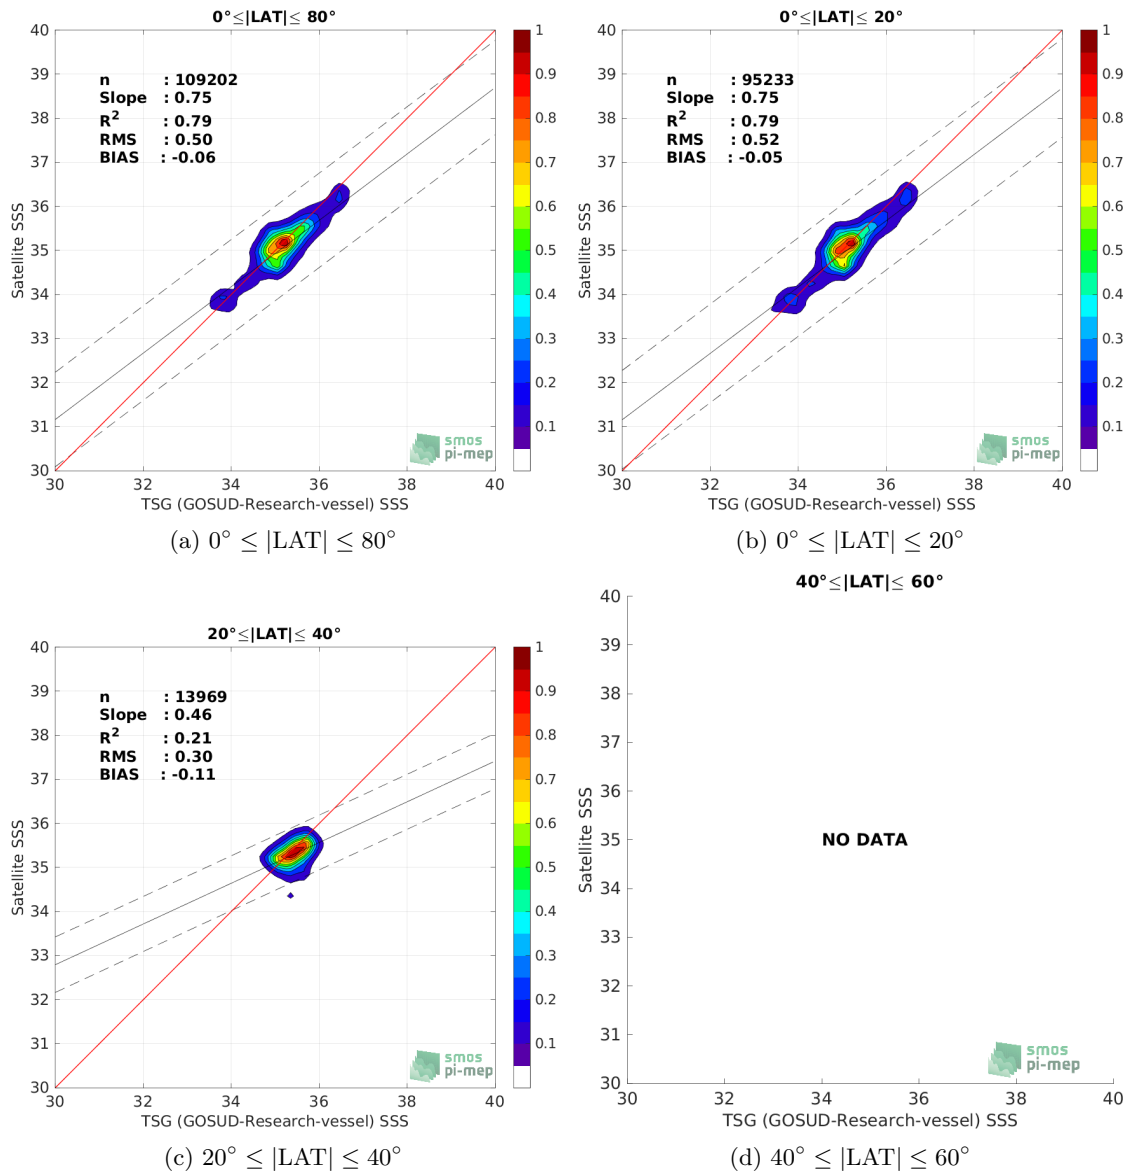 0°≤|LAT|≤ 80°
40
39
38
37
36
35
34
33
32
31
30
Satellite SSS
n : 109202
Slope : 0.75
R² : 0.79
RMS : 0.50
BIAS : -0.06
smos
pi-mep
30 32 34 36 38 40
TSG (GOSUD-Research-vessel) SSS
1
0.9
0.8
0.7
0.6
0.5
0.4
0.3
0.2
0.1
(a) 0° ≤ |LAT| ≤ 80°
0°≤|LAT|≤ 20°
40
39
38
37
36
35
34
33
32
31
30
Satellite SSS
n : 95233
Slope : 0.75
R² : 0.79
RMS : 0.52
BIAS : -0.05
smos
pi-mep
30 32 34 36 38 40
TSG (GOSUD-Research-vessel) SSS
1
0.9
0.8
0.7
0.6
0.5
0.4
0.3
0.2
0.1
(b) 0° ≤ |LAT| ≤ 20°
20°≤|LAT|≤ 40°
40
39
38
37
36
35
34
33
32
31
30
Satellite SSS
n : 13969
Slope : 0.46
R² : 0.21
RMS : 0.30
BIAS : -0.11
smos
pi-mep
30 32 34 36 38 40
TSG (GOSUD-Research-vessel) SSS
1
0.9
0.8
0.7
0.6
0.5
0.4
0.3
0.2
0.1
(c) 20° ≤ |LAT| ≤ 40°
40°≤|LAT|≤ 60°
40
39
38
37
36
35
34
33
32
31
30
Satellite SSS
NO DATA
smos
pi-mep
30 32 34 36 38 40
TSG (GOSUD-Research-vessel) SSS
(d) 40° ≤ |LAT| ≤ 60°